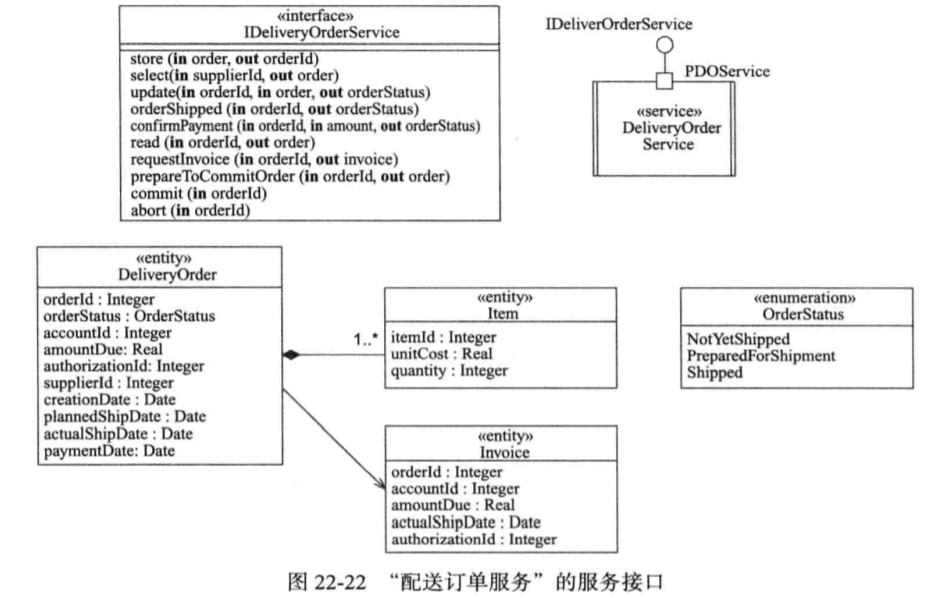 «interface»
IDeliveryOrderService
store (in order, out orderId)
select(in supplierId, out order)
update(in orderId, in order, out orderStatus)
orderShipped (in orderId, out orderStatus)
confirmPayment (in orderId, in amount, out orderStatus)
read (in orderId, out order)
requestInvoice (in orderId, out invoice)
prepareToCommitOrder (in orderId, out order)
commit (in orderId)
abort (in orderId)
IDeliverOrderService
PDOService
«service»
DeliveryOrder
Service
«entity»
DeliveryOrder
orderId : Integer
orderStatus : OrderStatus
accountId : Integer
amountDue: Real
authorizationId: Integer
supplierId : Integer
creationDate : Date
plannedShipDate : Date
actualShipDate : Date
paymentDate: Date
1..*
«entity»
Item
itemId : Integer
unitCost : Real
quantity : Integer
«enumeration»
OrderStatus
NotYetShipped
PreparedForShipment
Shipped
«entity»
Invoice
orderId : Integer
accountId : Integer
amountDue : Real
actualShipDate : Date
authorizationId : Integer
图 22-22 “配送订单服务”的服务接口